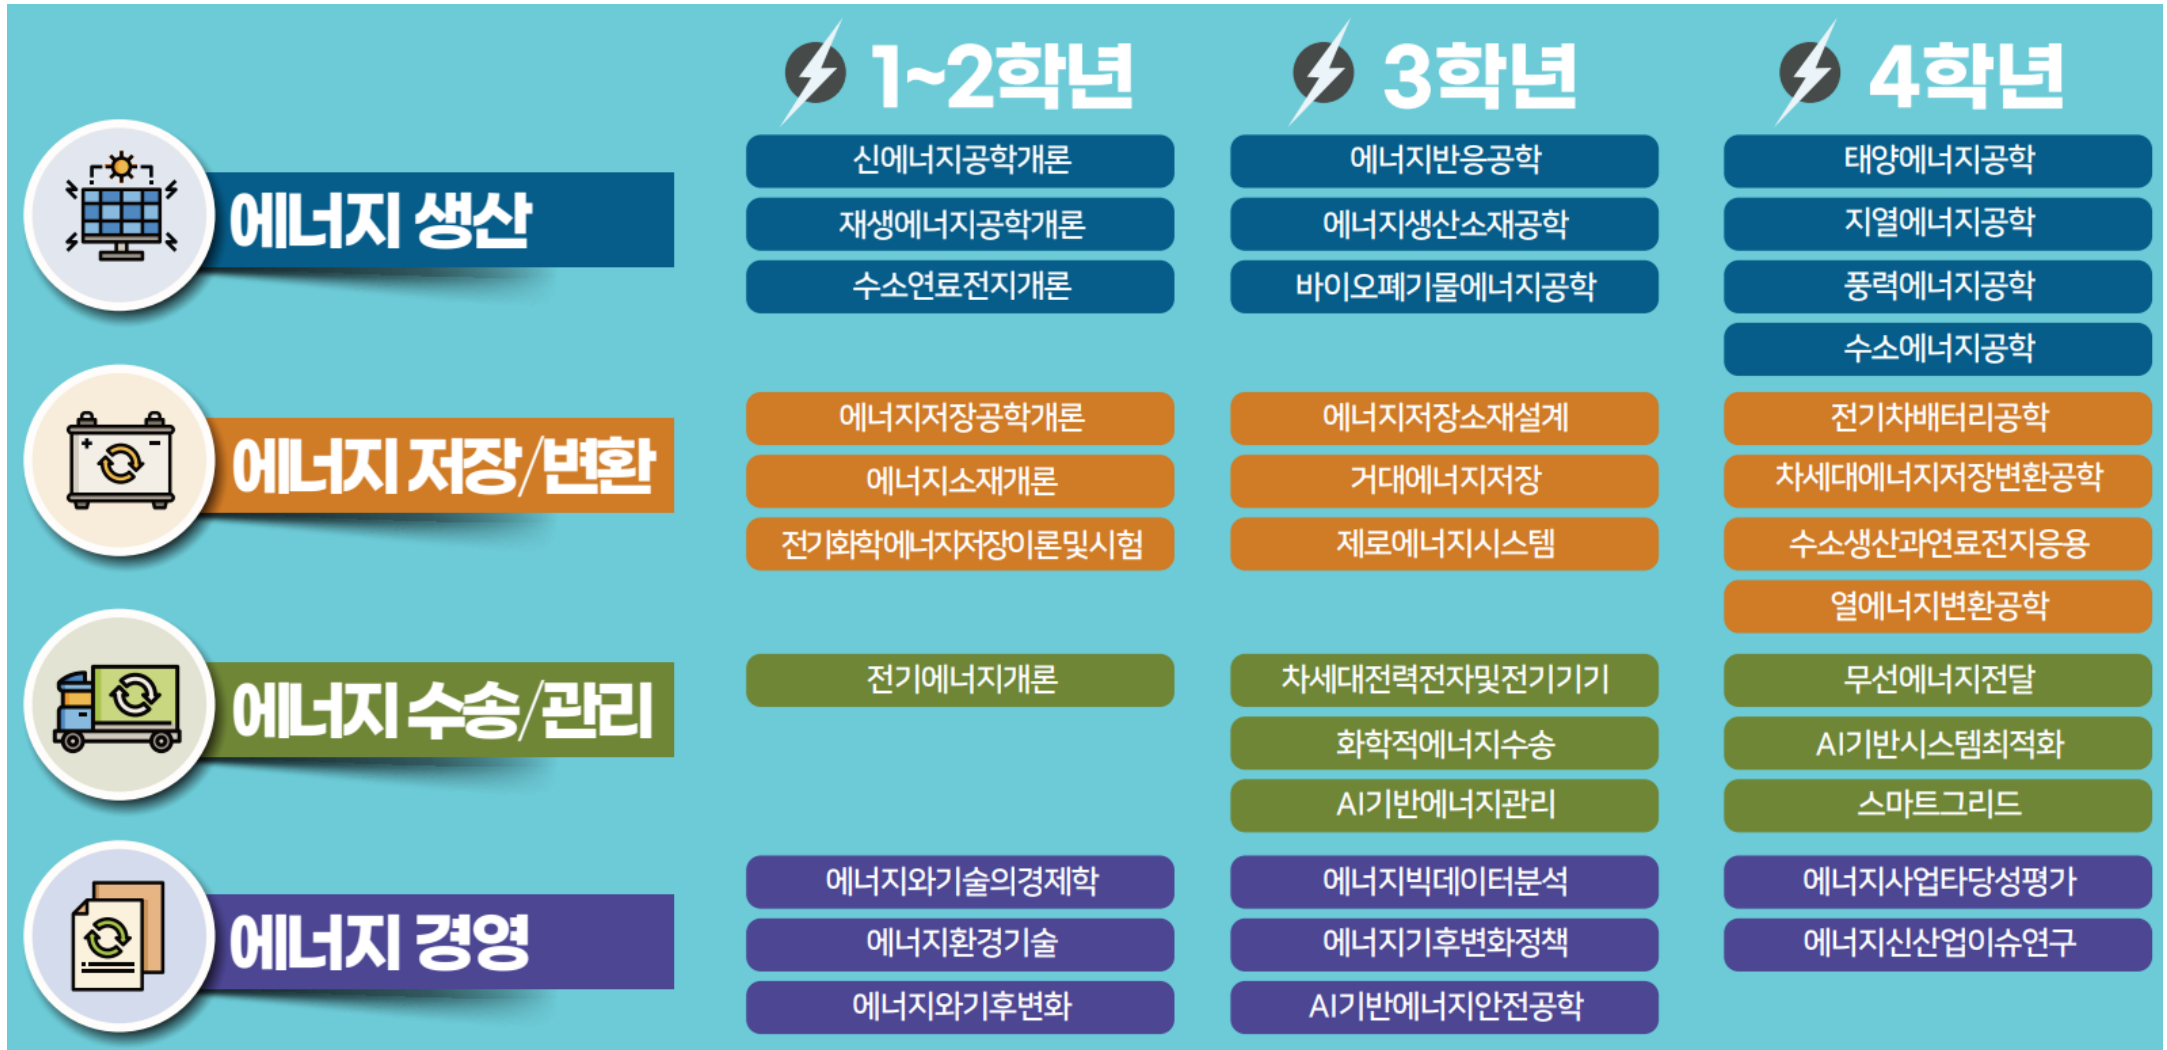 1~2학년
3학년
4학년
에너지 생산
신에너지공학개론
에너지반응공학
태양에너지공학
재생에너지공학개론
에너지생산소재공학
지열에너지공학
수소연료전지개론
바이오폐기물에너지공학
풍력에너지공학
수소에너지공학
에너지 저장/변환
에너지저장공학개론
에너지저장소재설계
전기차배터리공학
에너지소재개론
거대에너지저장
차세대에너지저장변환공학
전기화학에너지저장이론및시험
제로에너지시스템
수소생산과연료전지응용
열에너지변환공학
에너지 수송/관리
전기에너지개론
차세대전력전자및전기기기
무선에너지전달
화학적에너지수송
AI기반시스템최적화
AI기반에너지관리
스마트그리드
에너지 경영
에너지와기술의경제학
에너지빅데이터분석
에너지사업타당성평가
에너지환경기술
에너지기후변화정책
에너지신산업이슈연구
에너지와기후변화
AI기반에너지안전공학